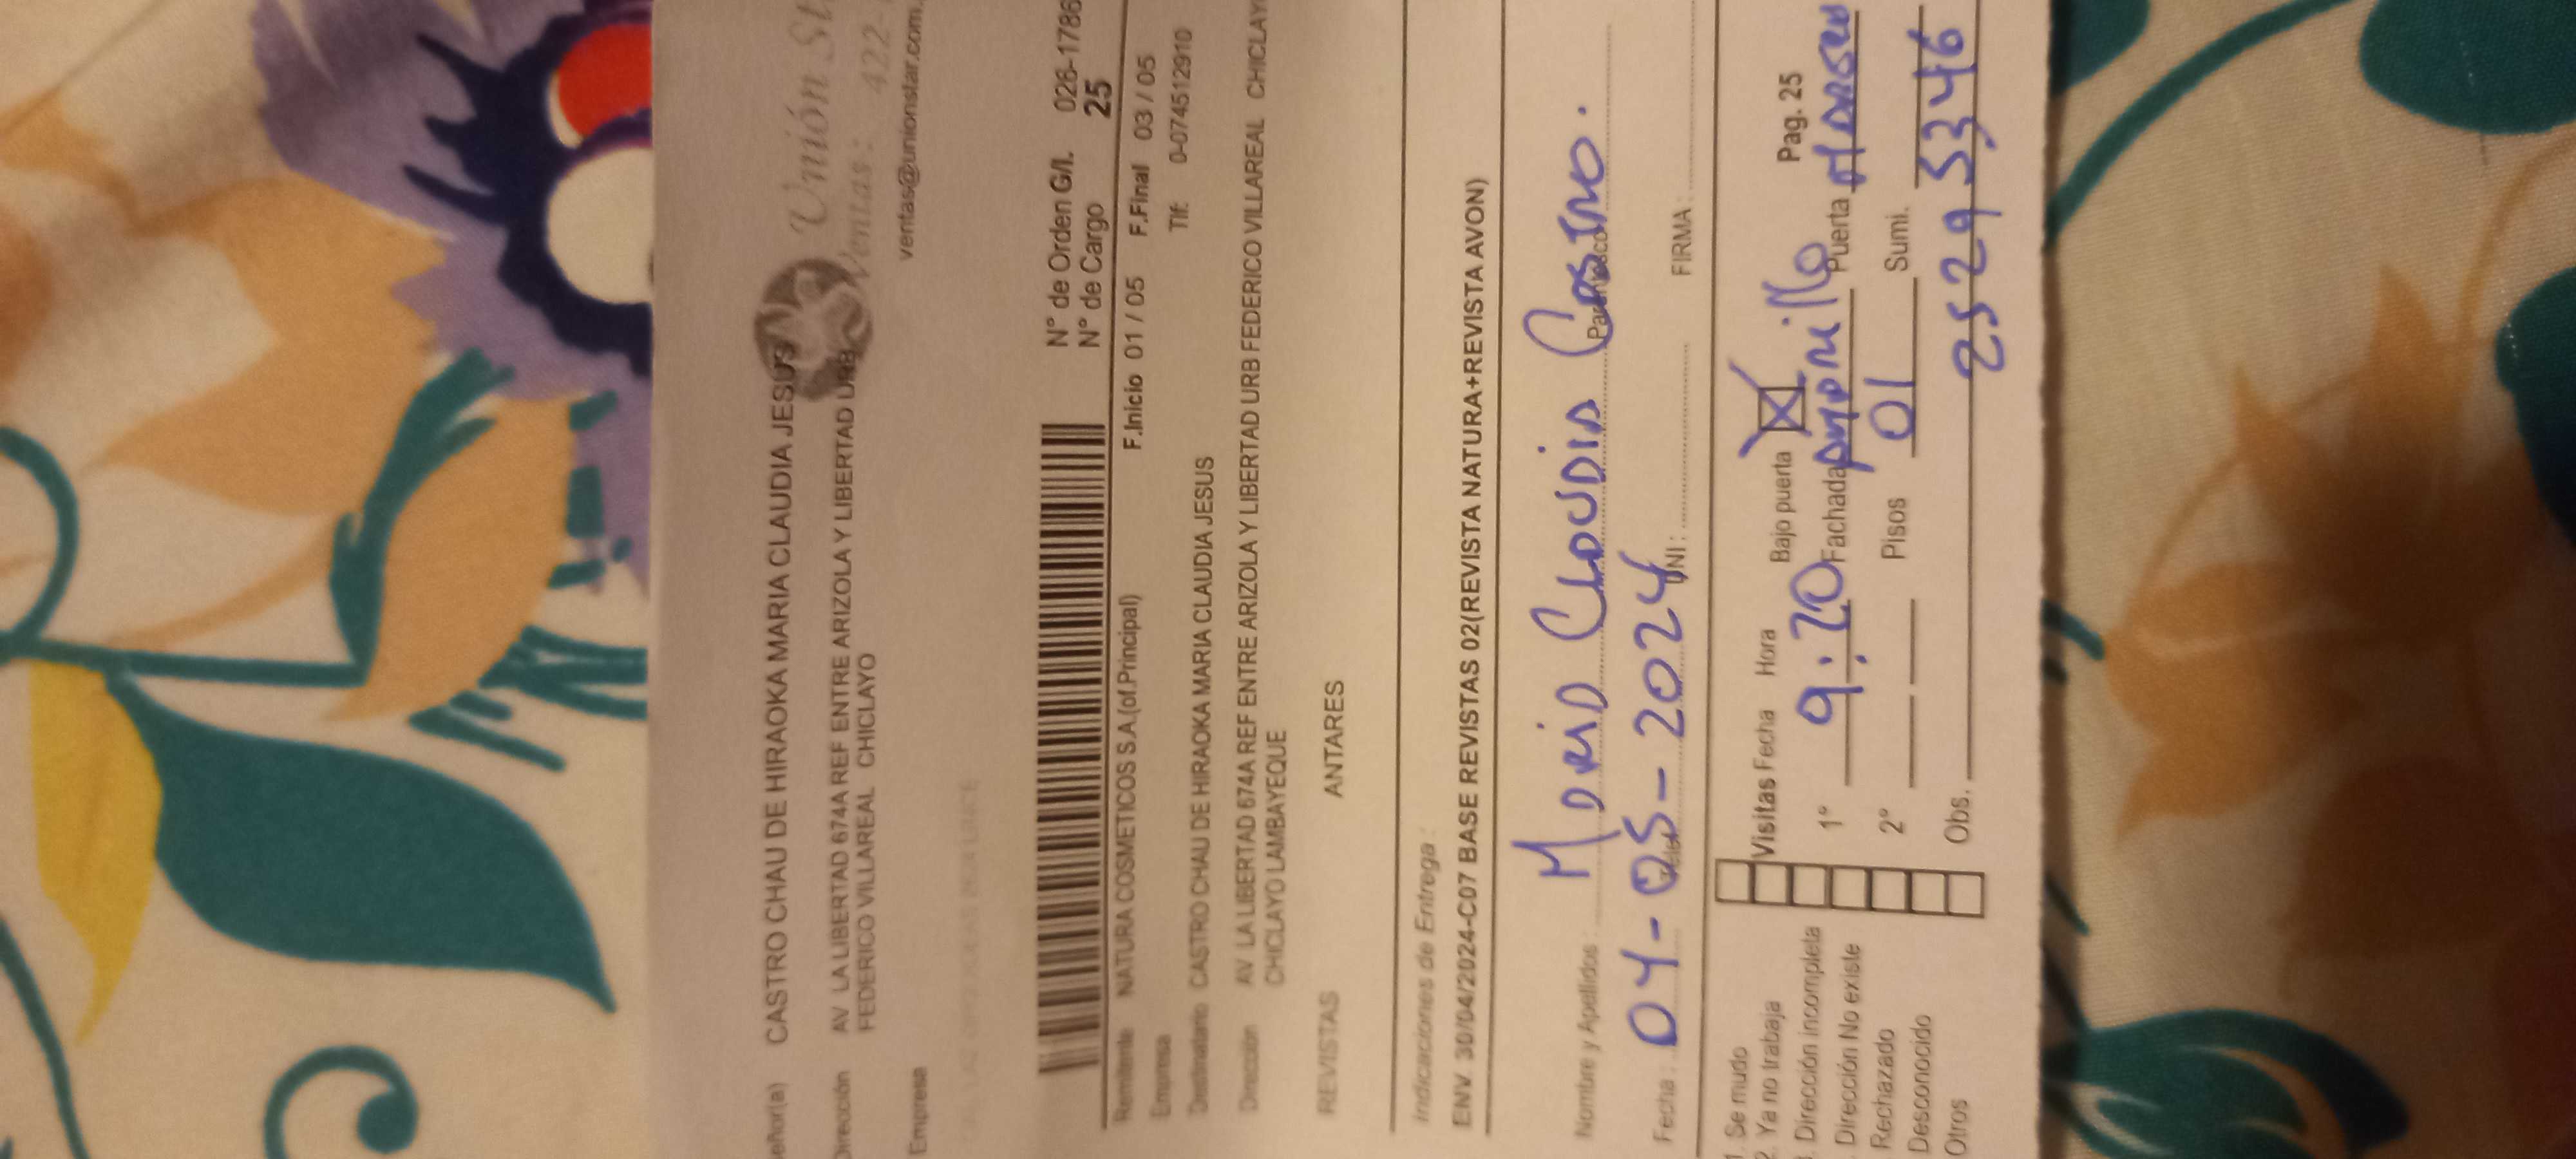 eñor(a) CASTRO CHAU DE HIRAOKA MARIA CLAUDIA JESUS
Dirección AV LA LIBERTAD 674A REF ENTRE ARIZOLA Y LIBERTAD URB
FEDERICO VILLAREAL CHICLAYO
Empresa
Unión St
Ventas: 422-
ventas@unionstar.com.
N° de Orden G/I. 026-1786
N° de Cargo 25
Remitente NATURA COSMETICOS S.A.(of.Principal) F.Inicio 01 / 05 F.Final 03 / 05
Empresa Tlf: 0-074512910
Destinatario CASTRO CHAU DE HIRAOKA MARIA CLAUDIA JESUS
Dirección AV LA LIBERTAD 674A REF ENTRE ARIZOLA Y LIBERTAD URB FEDERICO VILLAREAL CHICLAY
CHICLAYO LAMBAYEQUE
REVISTAS ANTARES
Indicaciones de Entrega :
ENV. 30/04/2024-C07 BASE REVISTAS 02(REVISTA NATURA+REVISTA AVON)
Nombre y Apellidos : MARIA CLAUDIA CASTRO.
Fecha : 04-05-2024 DNI : FIRMA :
1. Se mudo
2. Ya no trabaja
. Dirección incompleta
. Dirección No existe
Rechazado
Desconocido
Otros
Visitas Fecha Hora Bajo puerta X Pag. 25
1° 9:20 Fachada amarillo Puerta
2° Pisos 01 Sumi. 25295346
Obs.